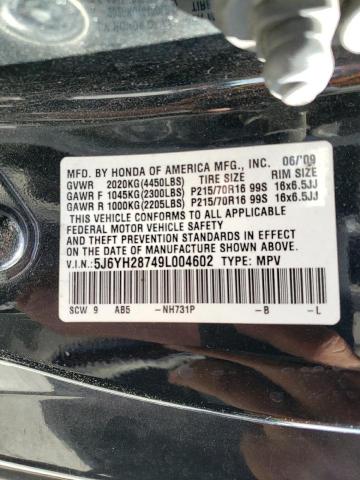 MFD. BY HONDA OF AMERICA MFG., INC. 06/'09
GVWR 2020KG(4450LBS) TIRE SIZE RIM SIZE
GAWR F 1045KG(2300LBS) P215/70R16 99S 16x6.5JJ
GAWR R 1000KG(2205LBS) P215/70R16 99S 16x6.5JJ
THIS VEHICLE CONFORMS TO ALL APPLICABLE
FEDERAL MOTOR VEHICLE SAFETY STANDARDS IN EFFECT ON
THE DATE OF MANUFACTURE SHOWN ABOVE.
V.I.N.: 5J6YH28749L004602 TYPE: MPV
SCW 9 AB5 -NH731P -B -L